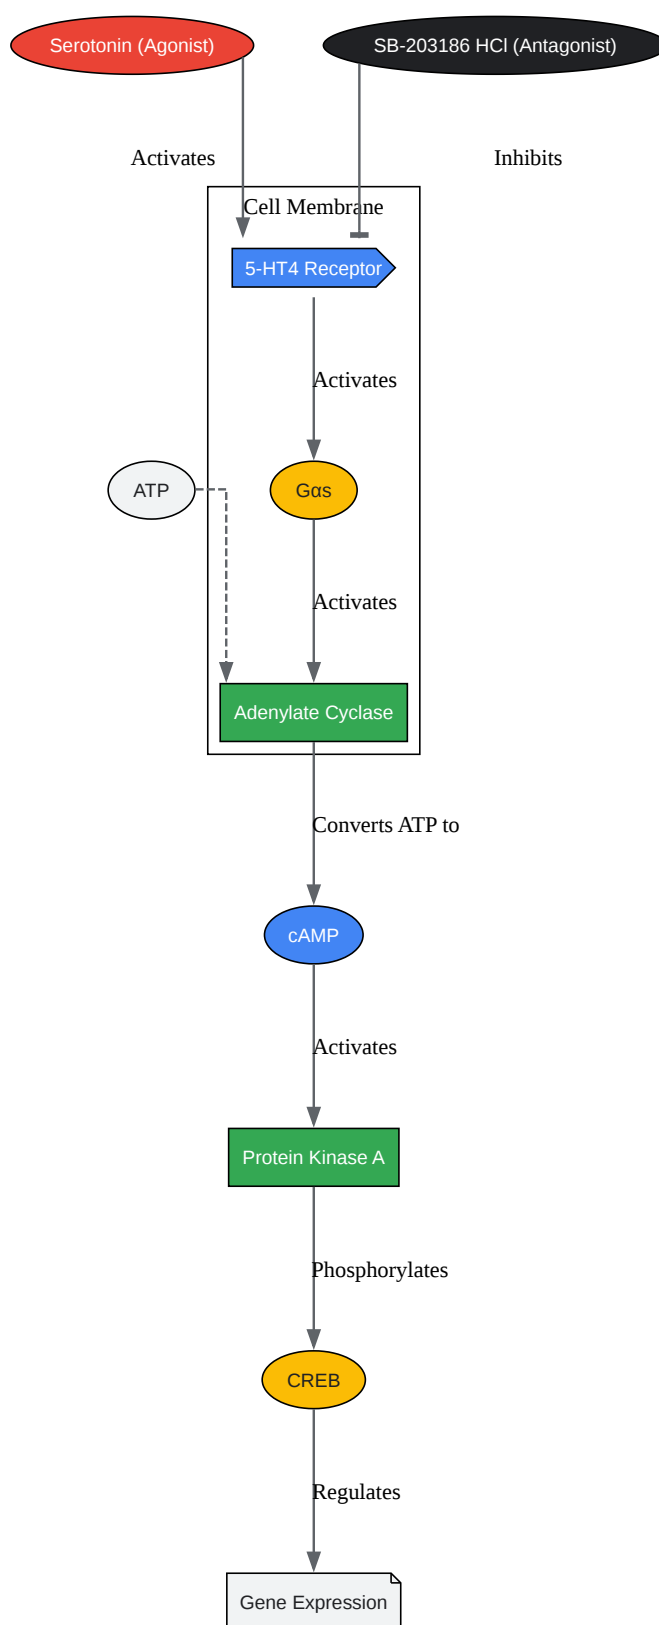 Serotonin (Agonist)
SB-203186 HCl (Antagonist)
Activates
Inhibits
Cell Membrane
5-HT4 Receptor
Activates
ATP
Gαs
Activates
Adenylate Cyclase
Converts ATP to
cAMP
Activates
Protein Kinase A
Phosphorylates
CREB
Regulates
Gene Expression